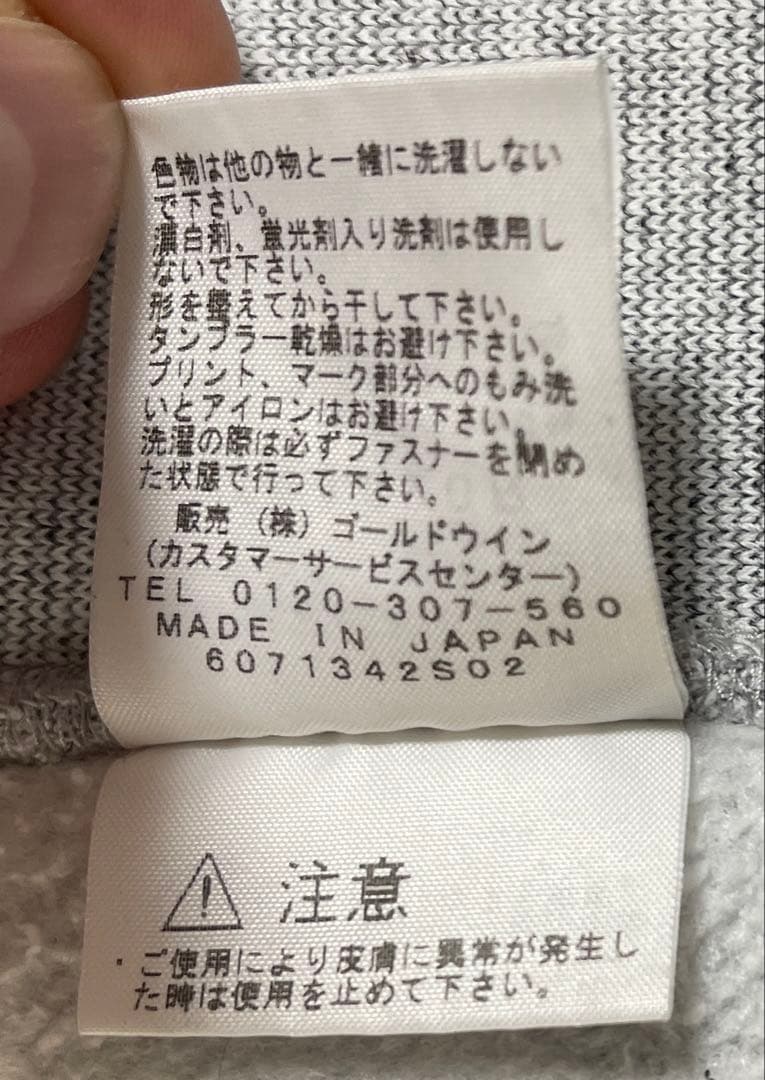 色物は他の物と一緒に洗濯しない
で下さい。
漂白剤、蛍光剤入り洗剤は使用し
ないで下さい。
形を整えてから干して下さい。
タンブラー乾燥はお避け下さい。
プリント、マーク部分へのもみ洗
いとアイロンはお避け下さい。
洗濯の際は必ずファスナーを閉め
た状態で行って下さい。
販売 (株) ゴールドウイン
(カスタマーサービスセンター)
TEL 0120-307-560
MADE IN JAPAN
6071342S02
注意
・ご使用により皮膚に異常が発生し
た時は使用を止めて下さい。